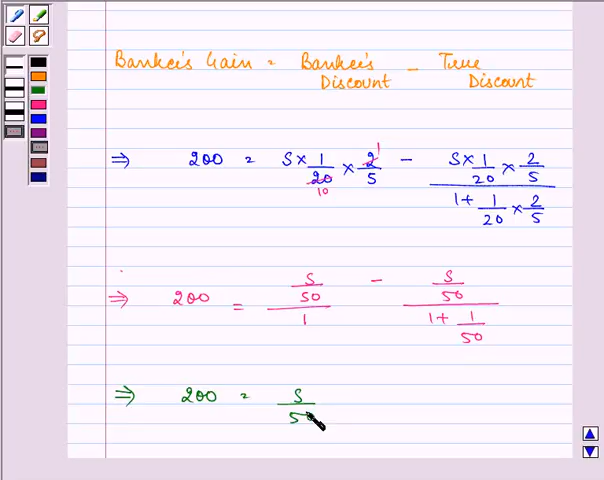 Banker's Gain = Banker's Discount - True Discount
⇒ 200 = S × 1/20 × 2/5 - (S × 1/20 × 2/5)/(1 + 1/20 × 2/5)
10 1
⇒ 200 = (S/50)/1 - (S/50)/(1 + 1/50)
⇒ 200 = S/50